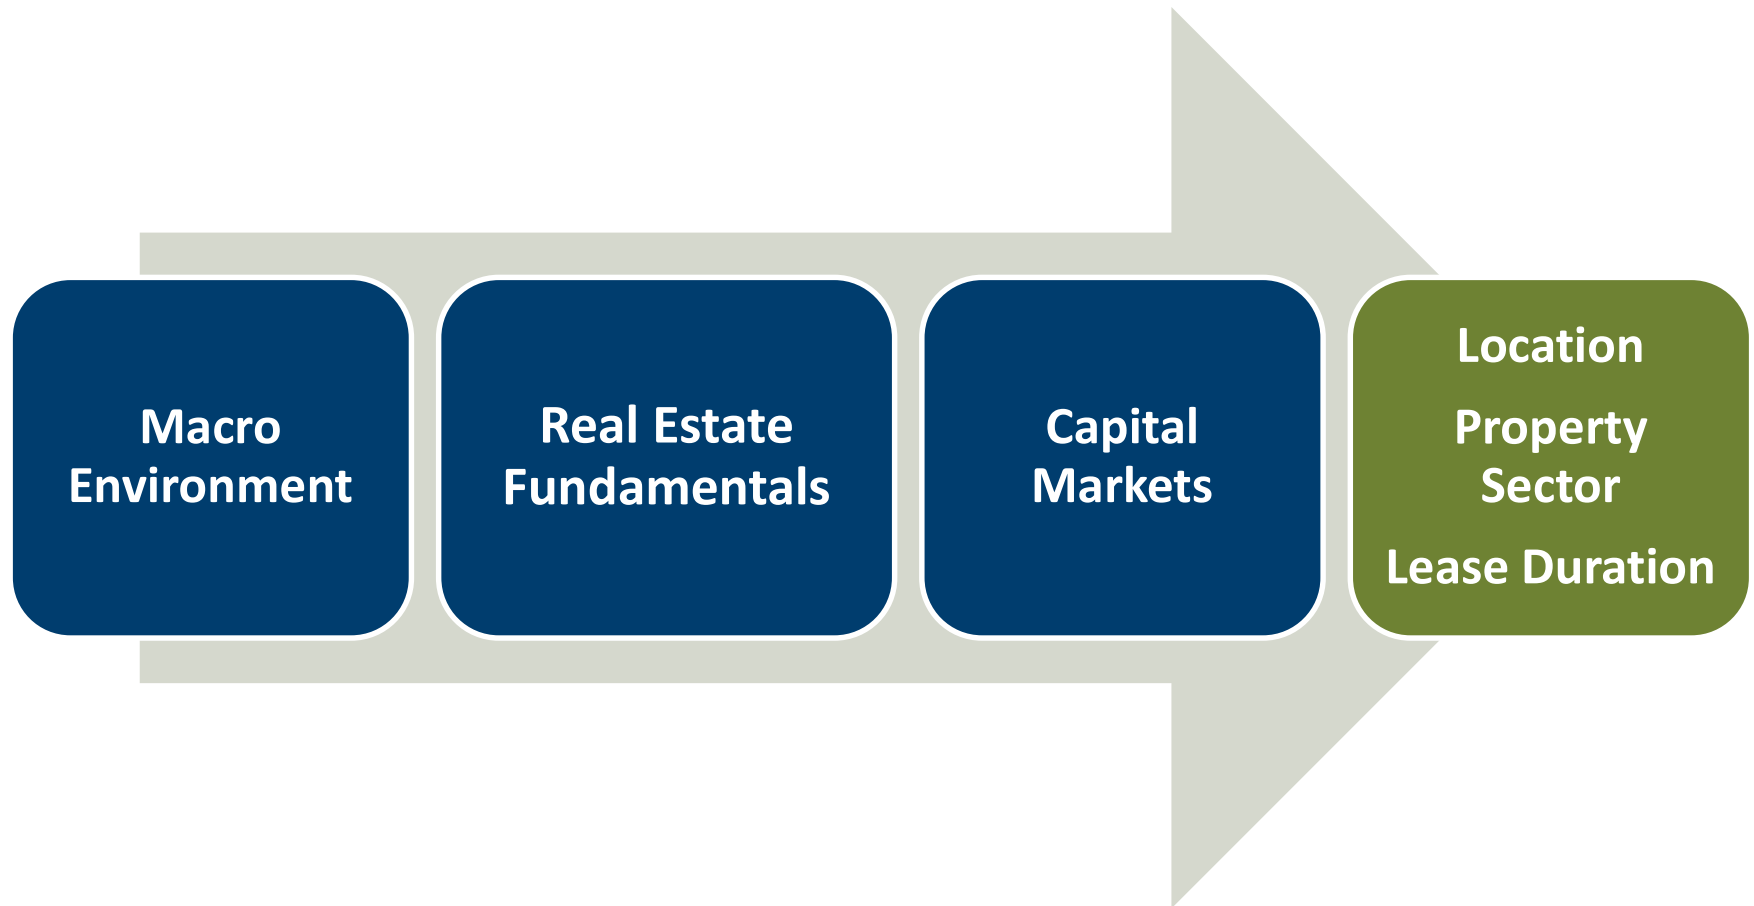 Macro
Environment
Real Estate
Fundamentals
Capital
Markets
Location
Property
Sector
Lease Duration